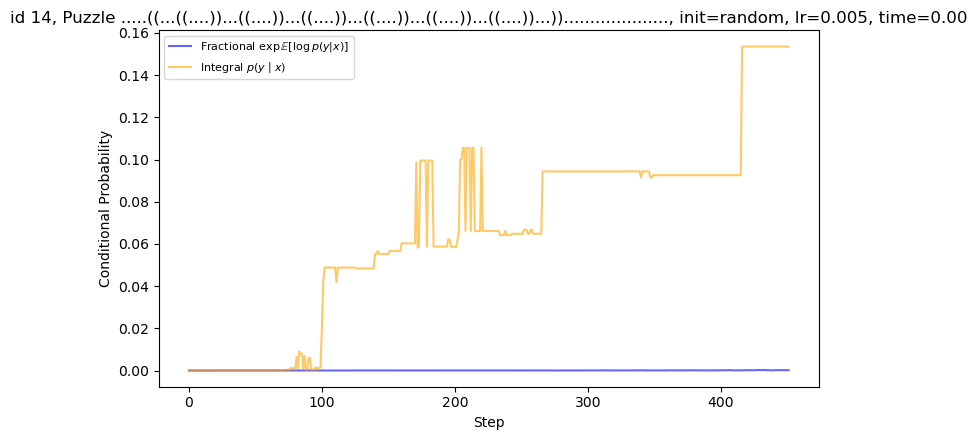 id 14, Puzzle .....((...((....))...((....))...((....))...((....))...((....))...((....))...))....................., init=random, lr=0.005, time=0.00
Fractional exp𝔼[log p(y|x)]
Integral p(y | x)
0.16
0.14
0.12
0.10
0.08
0.06
0.04
0.02
0.00
Conditional Probability
0
100
200
300
400
Step